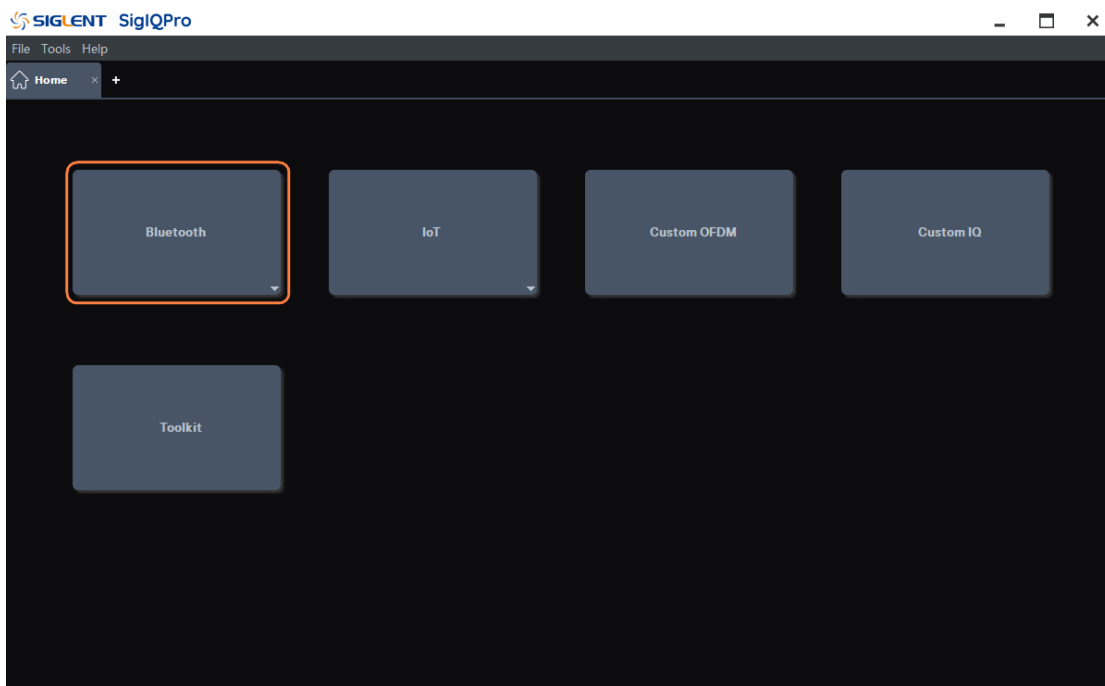 SIGLENT SigIQPro
File Tools Help
Home
Bluetooth
IoT
Custom OFDM
Custom IQ
Toolkit